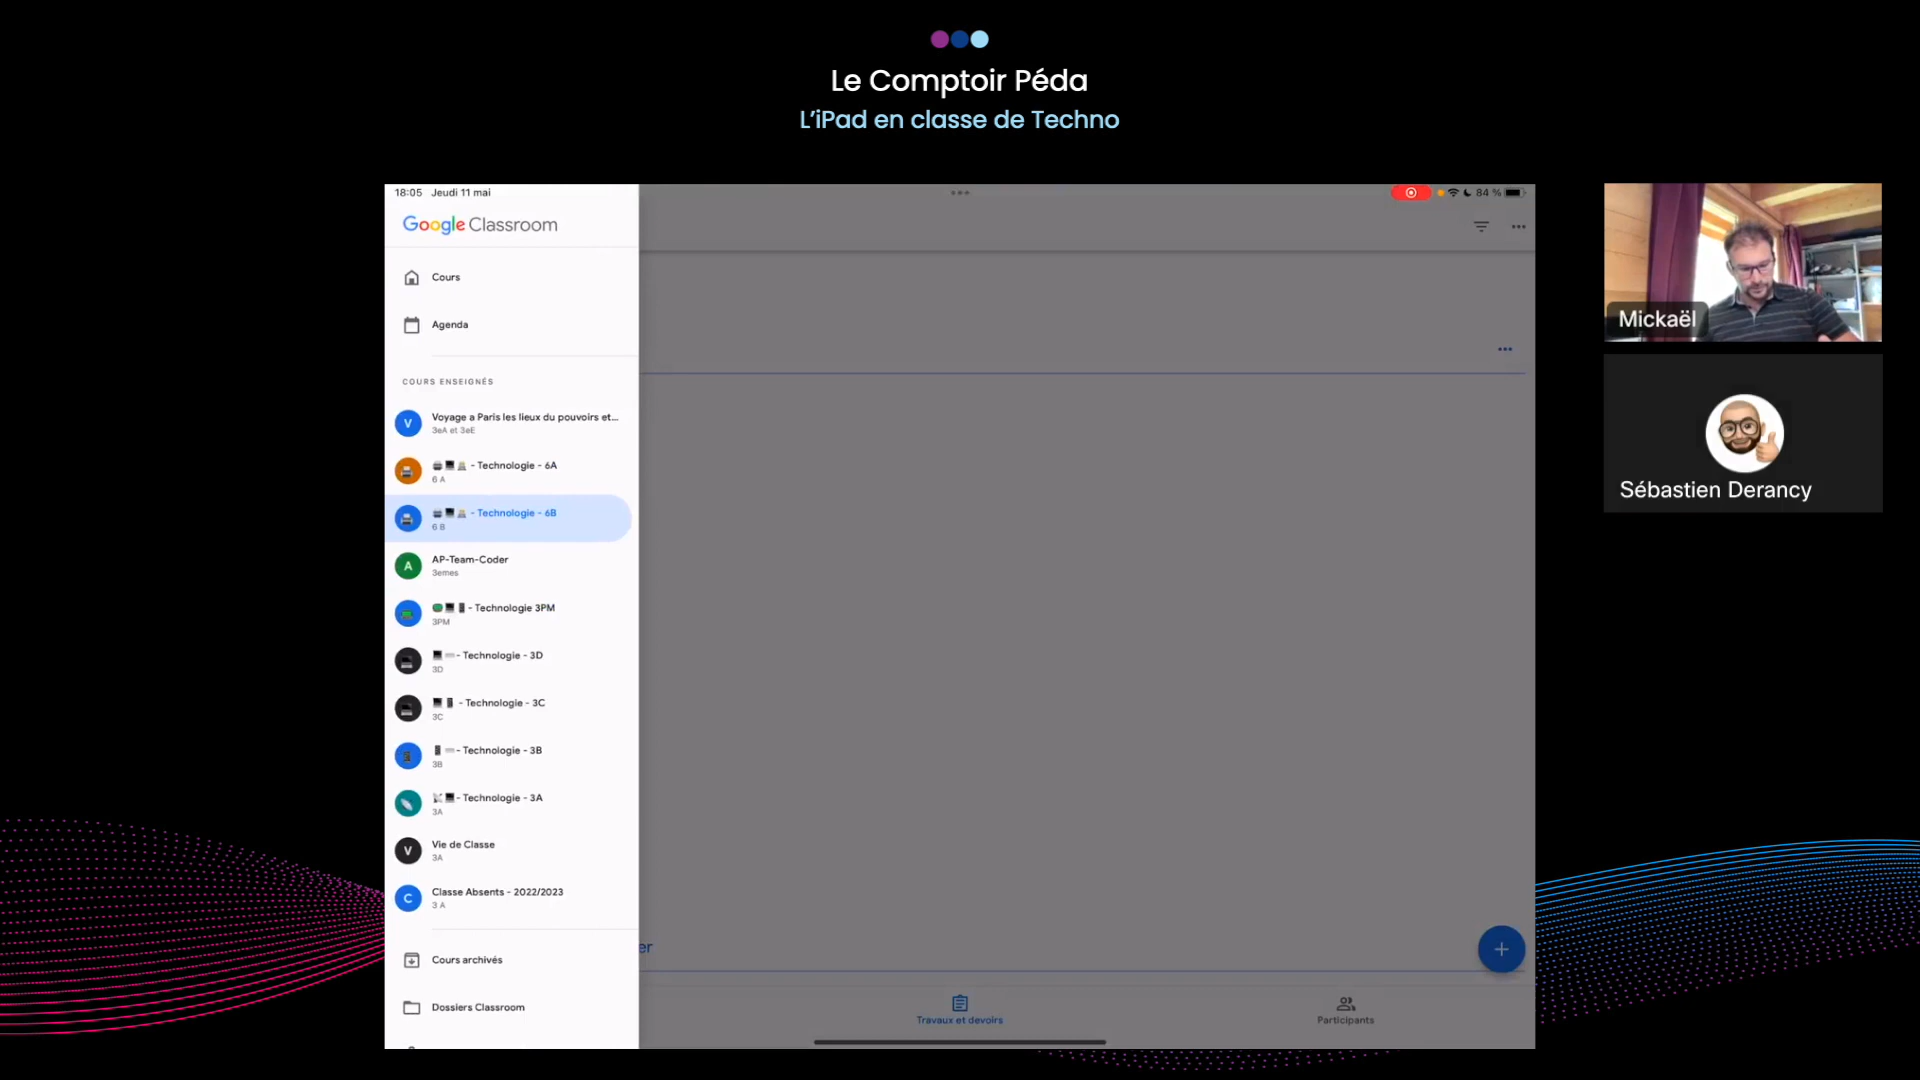 Le Comptoir Péda
L'iPad en classe de Techno
18:05 Jeudi 11 mai
84 %
Google Classroom
Cours
Agenda
COURS ENSEIGNÉS
V
Voyage a Paris les lieux du pouvoirs et...
3eA et 3eE
- Technologie - 6A
6 A
- Technologie - 6B
6 B
A
AP-Team-Coder
3emes
- Technologie 3PM
3PM
- Technologie - 3D
3D
- Technologie - 3C
3C
- Technologie - 3B
3B
- Technologie - 3A
3A
V
Vie de Classe
3A
C
Classe Absents - 2022/2023
3 A
Cours archivés
Dossiers Classroom
er
Travaux et devoirs
Participants
Mickaël
Sébastien Derancy